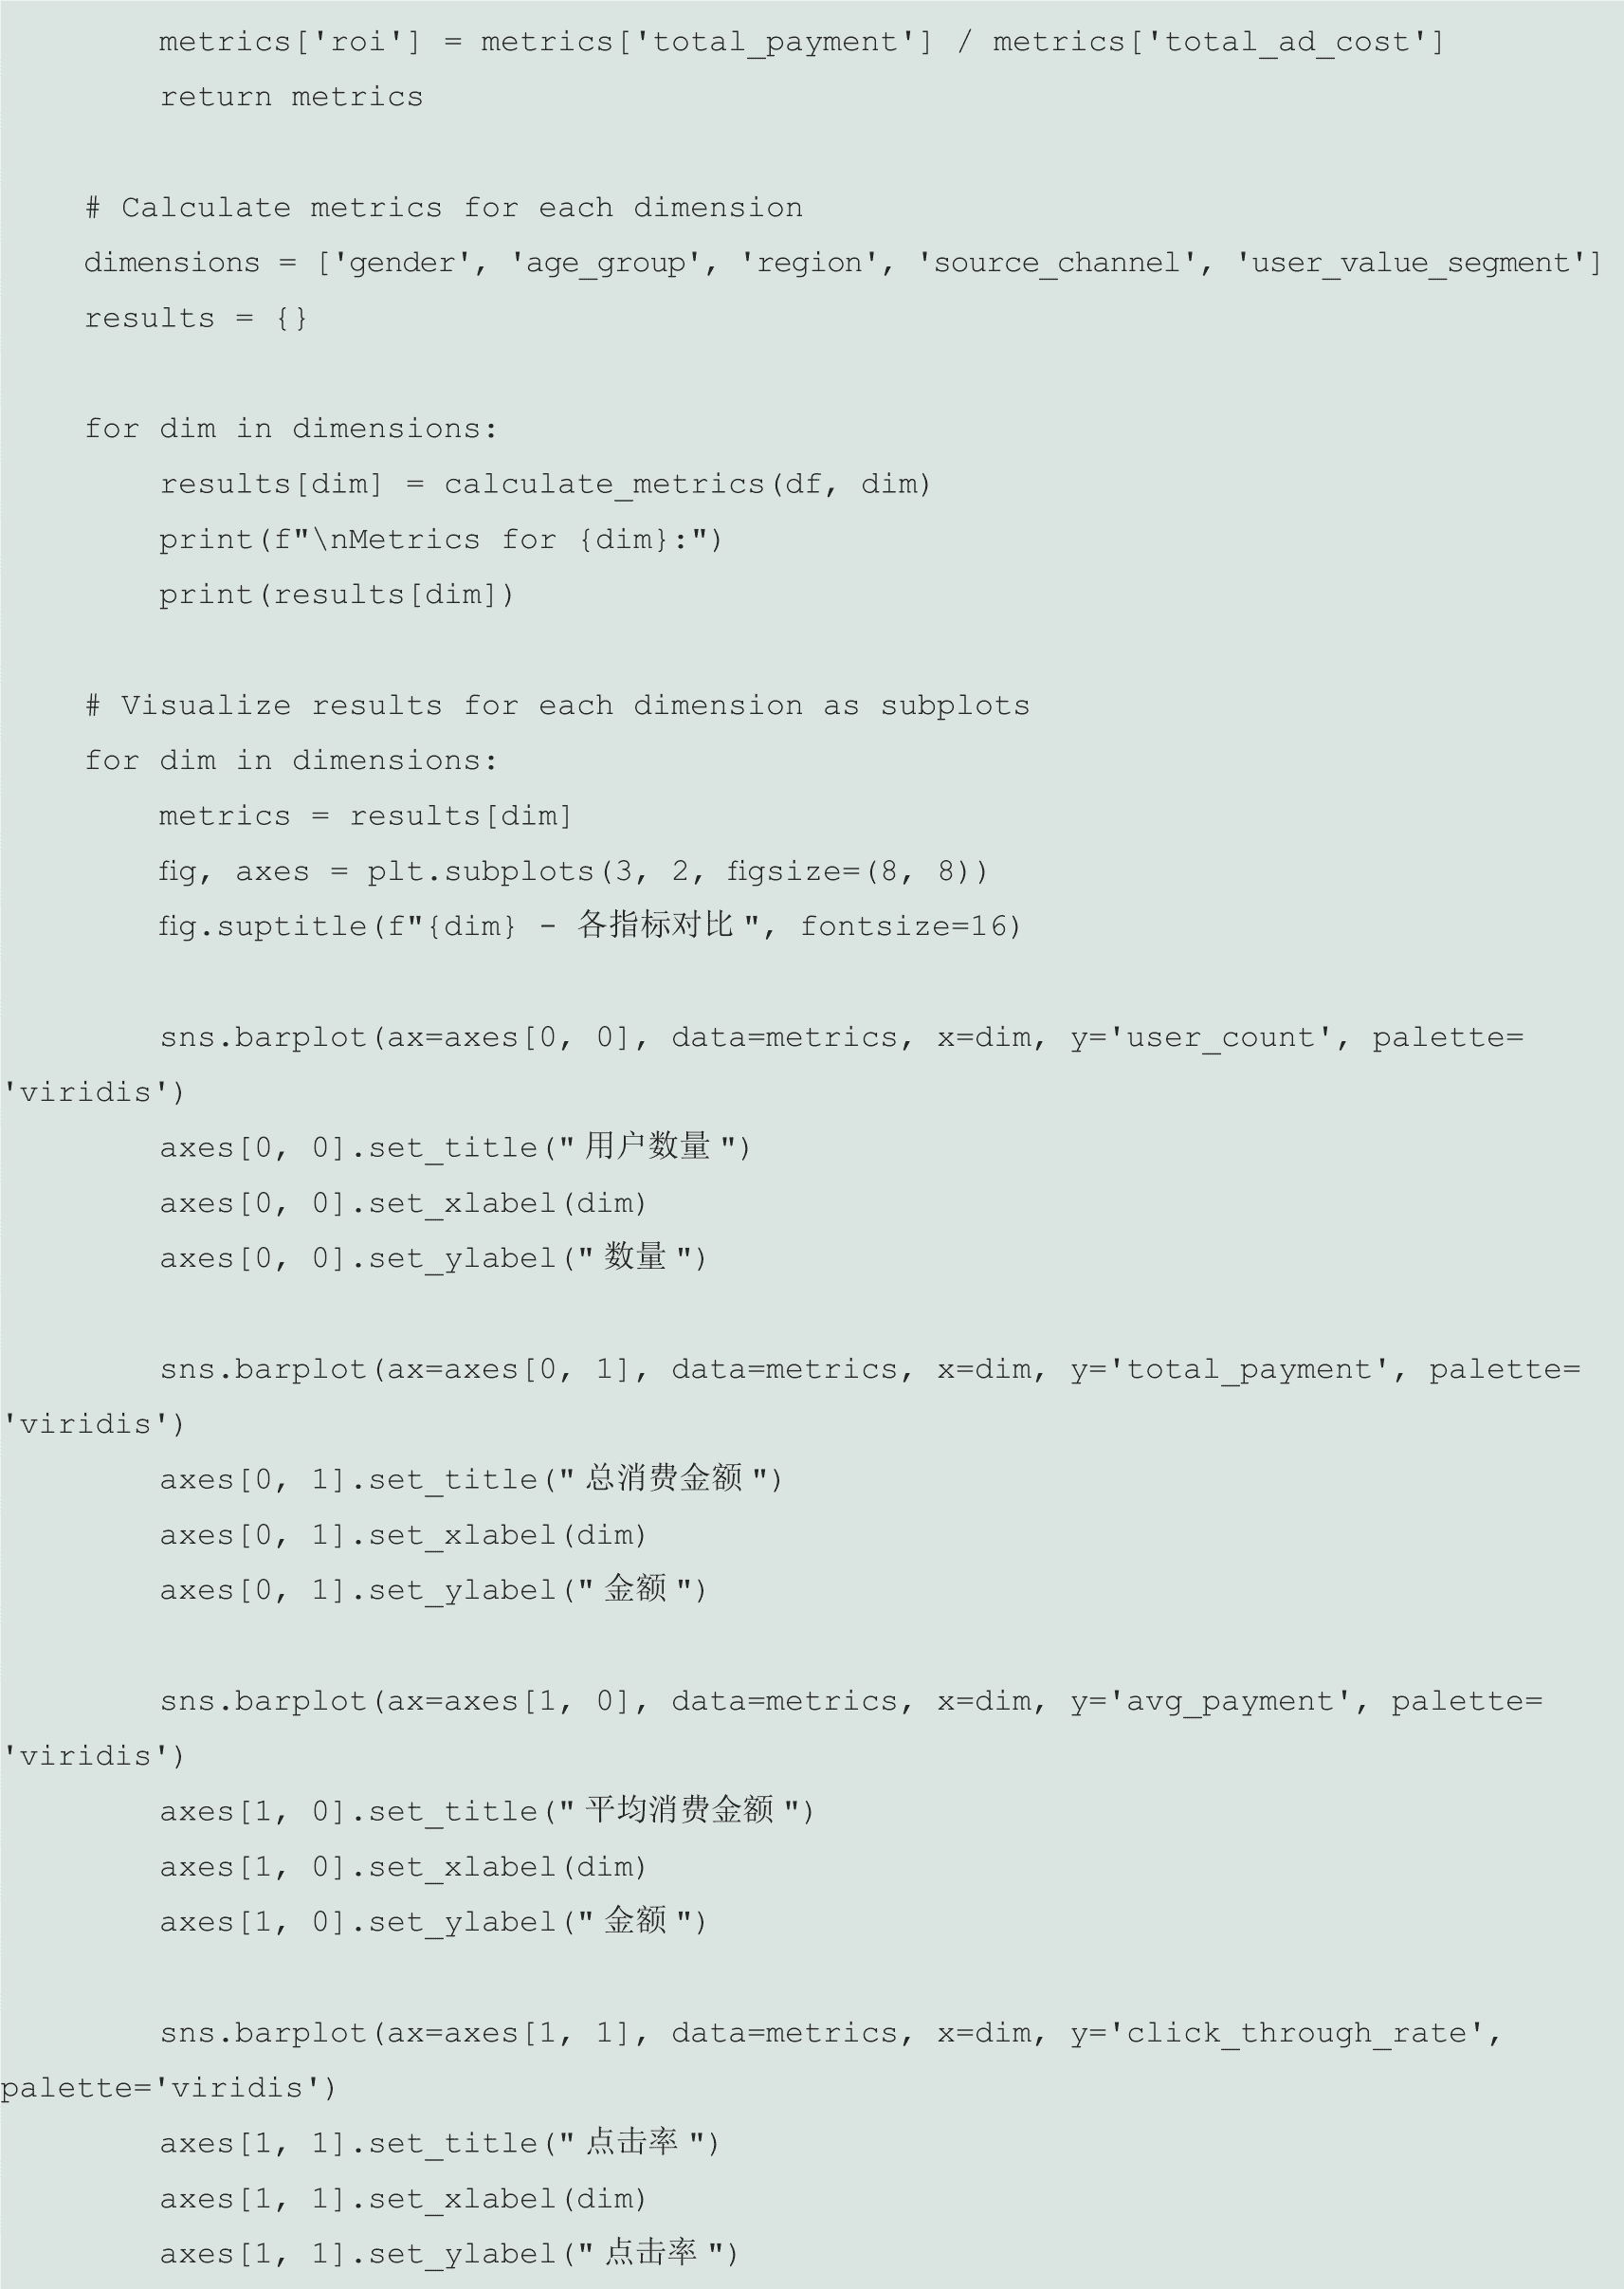 metrics['roi'] = metrics['total_payment'] / metrics['total_ad_cost']
return metrics
# Calculate metrics for each dimension
dimensions = ['gender', 'age_group', 'region', 'source_channel', 'user_value_segment']
results = {}
for dim in dimensions:
results[dim] = calculate_metrics(df, dim)
print(f"\nMetrics for {dim}:")
print(results[dim])
# Visualize results for each dimension as subplots
for dim in dimensions:
metrics = results[dim]
fig, axes = plt.subplots(3, 2, figsize=(8, 8))
fig.suptitle(f"{dim} - 各指标对比 ", fontsize=16)
sns.barplot(ax=axes[0, 0], data=metrics, x=dim, y='user_count', palette=
'viridis')
axes[0, 0].set_title(" 用户数量 ")
axes[0, 0].set_xlabel(dim)
axes[0, 0].set_ylabel(" 数量 ")
sns.barplot(ax=axes[0, 1], data=metrics, x=dim, y='total_payment', palette=
'viridis')
axes[0, 1].set_title(" 总消费金额 ")
axes[0, 1].set_xlabel(dim)
axes[0, 1].set_ylabel(" 金额 ")
sns.barplot(ax=axes[1, 0], data=metrics, x=dim, y='avg_payment', palette=
'viridis')
axes[1, 0].set_title(" 平均消费金额 ")
axes[1, 0].set_xlabel(dim)
axes[1, 0].set_ylabel(" 金额 ")
sns.barplot(ax=axes[1, 1], data=metrics, x=dim, y='click_through_rate',
palette='viridis')
axes[1, 1].set_title(" 点击率 ")
axes[1, 1].set_xlabel(dim)
axes[1, 1].set_ylabel(" 点击率 ")